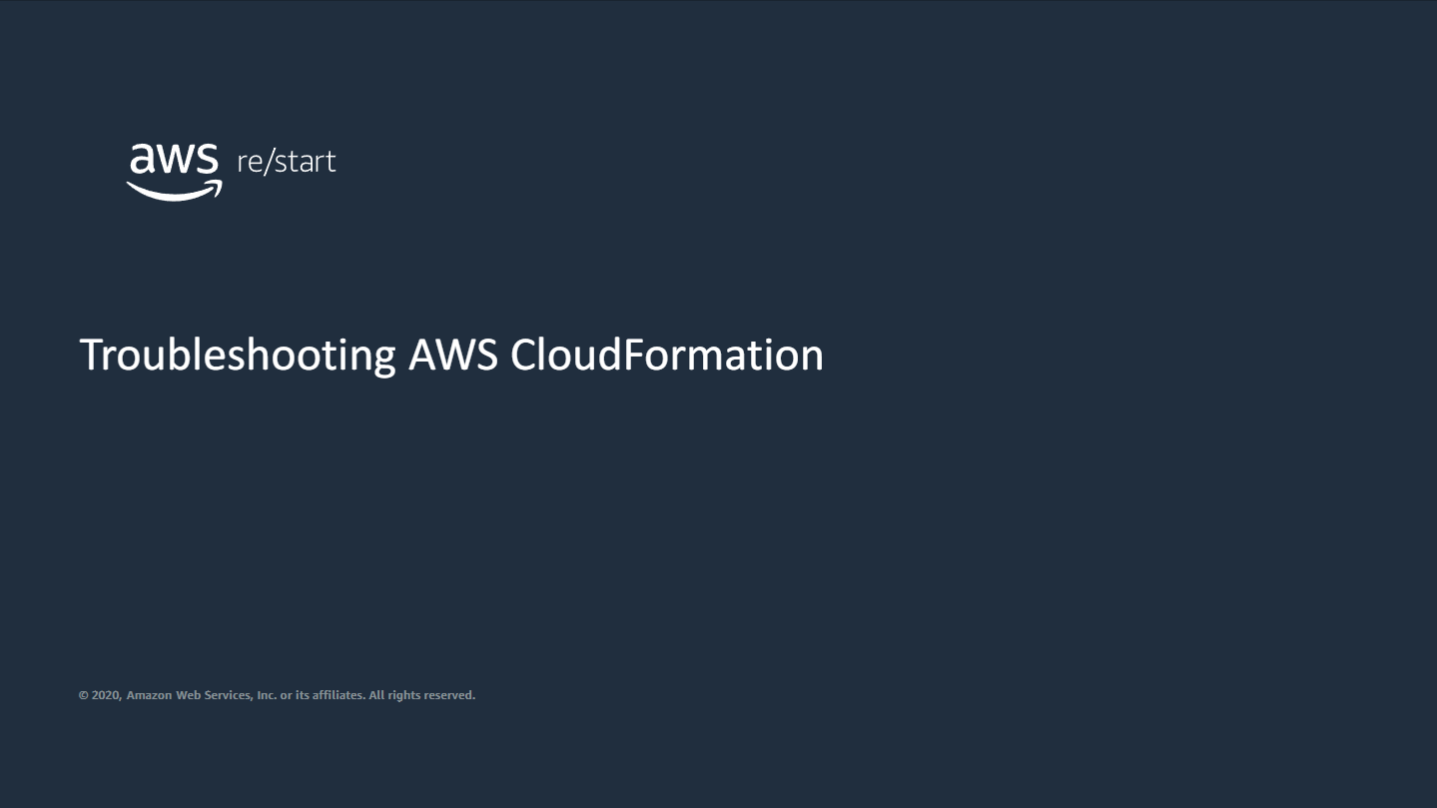 aws re/start
Troubleshooting AWS CloudFormation
© 2020, Amazon Web Services, Inc. or its affiliates. All rights reserved.